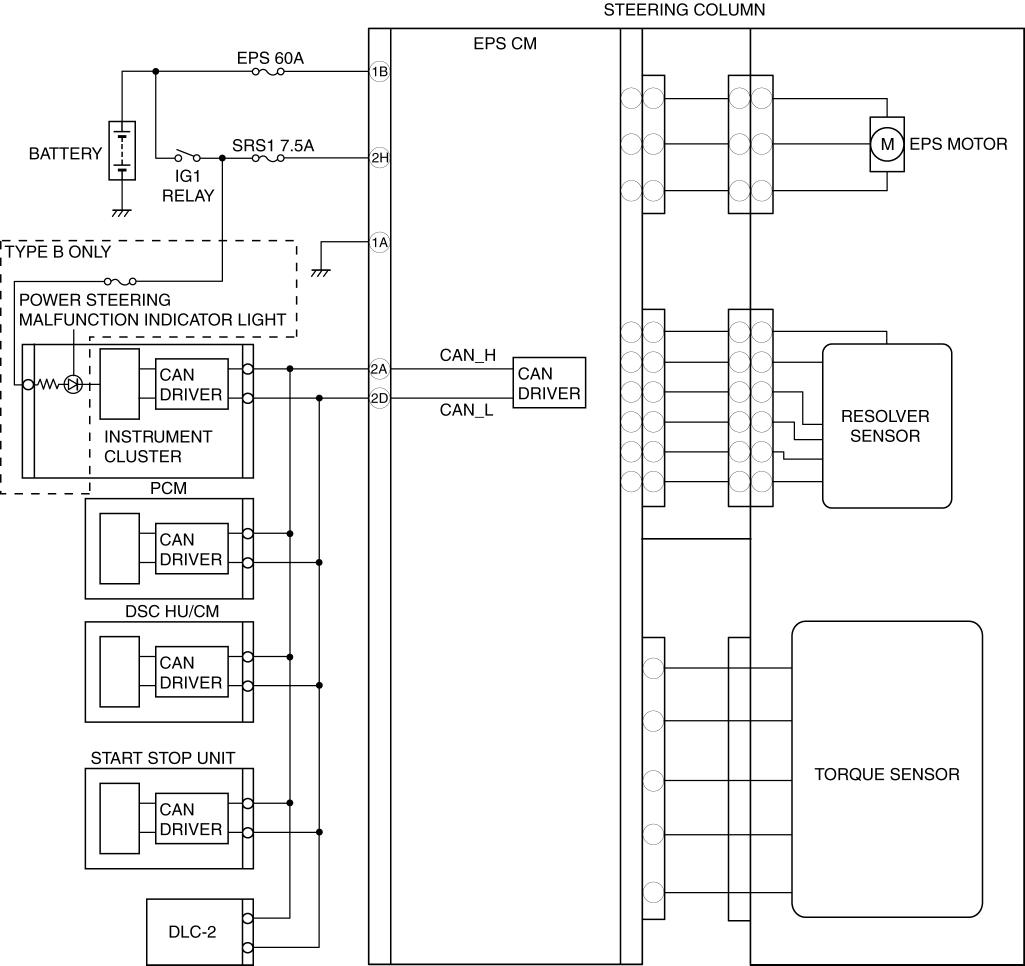 STEERING COLUMN
EPS CM
EPS 60A
1B
BATTERY
SRS1 7.5A
2H
IG1
RELAY
M
EPS MOTOR
1A
TYPE B ONLY
POWER STEERING
MALFUNCTION INDICATOR LIGHT
CAN
DRIVER
INSTRUMENT
CLUSTER
2A
CAN_H
2D
CAN_L
CAN
DRIVER
RESOLVER
SENSOR
PCM
CAN
DRIVER
DSC HU/CM
CAN
DRIVER
START STOP UNIT
CAN
DRIVER
TORQUE SENSOR
DLC-2